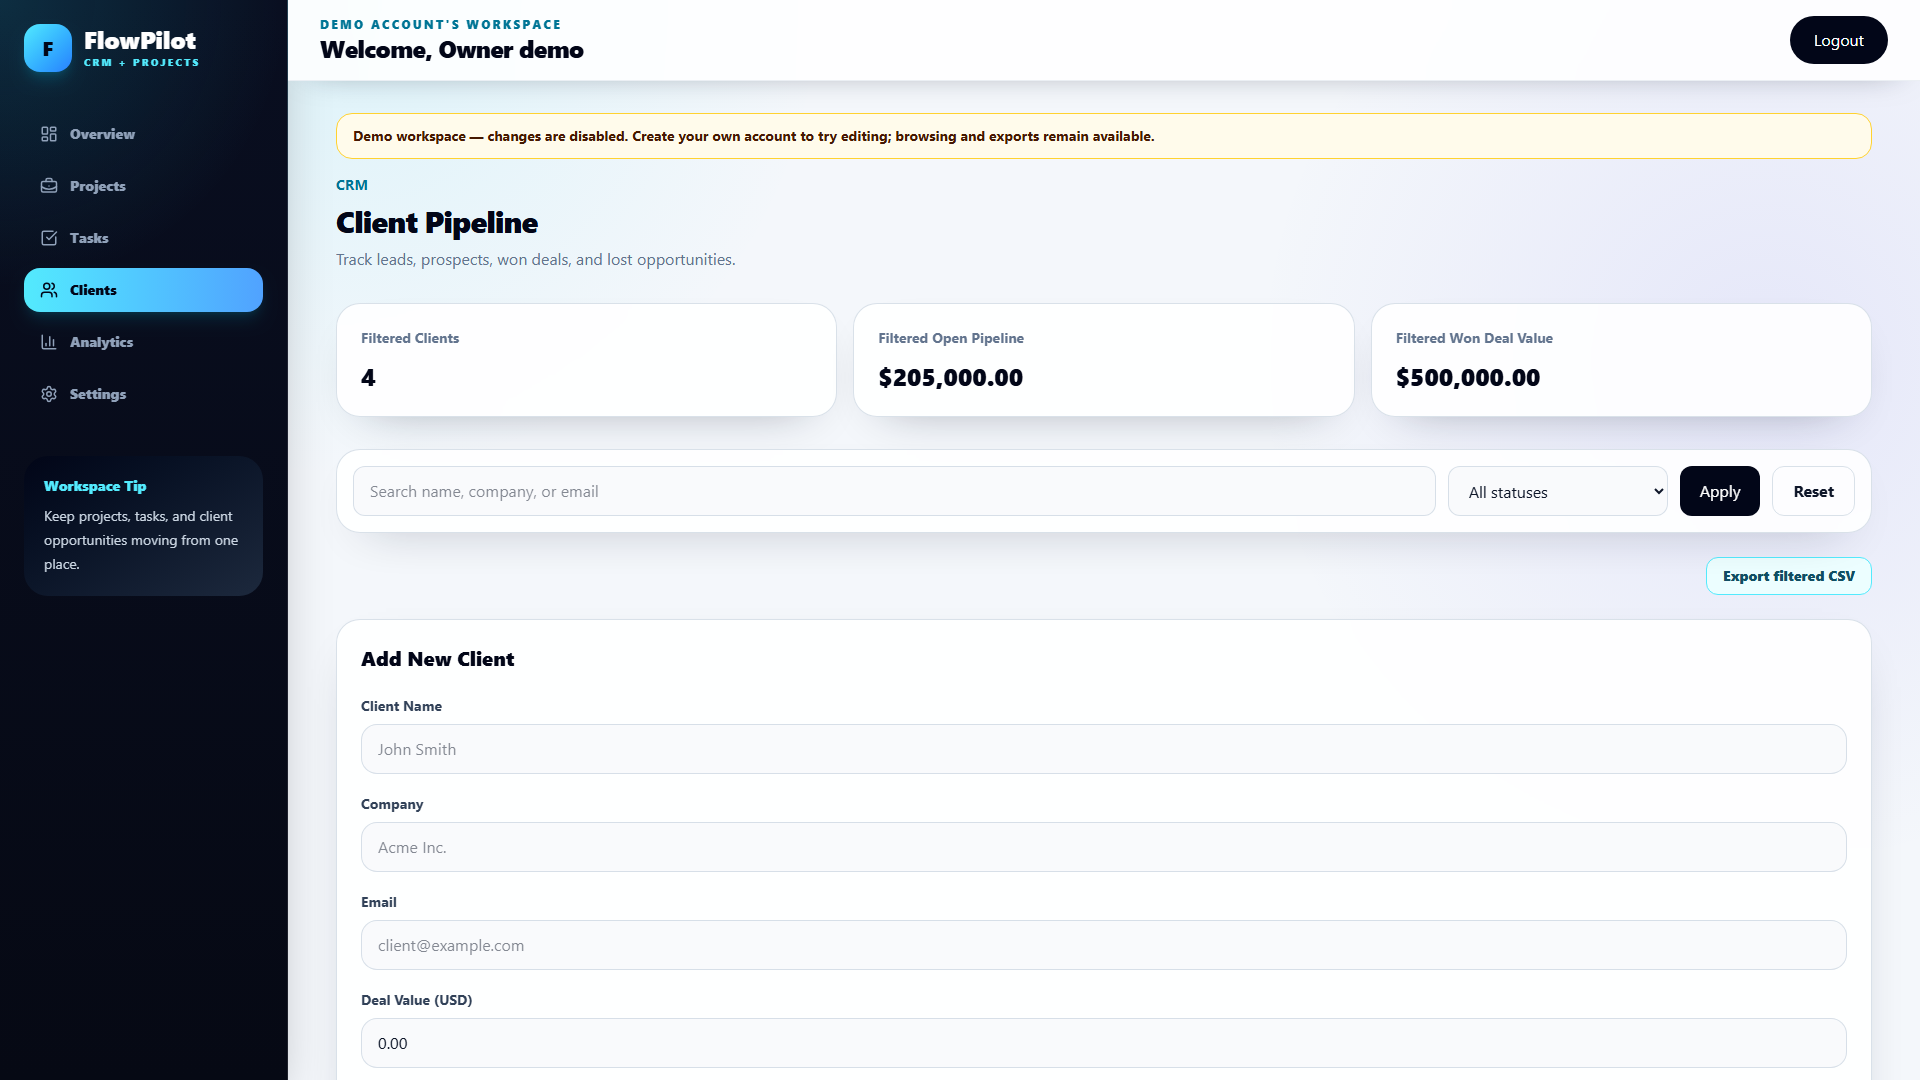 F
FlowPilot
CRM + PROJECTS
Overview
Projects
Tasks
Clients
Analytics
Settings
Workspace Tip
Keep projects, tasks, and client
opportunities moving from one
place.
DEMO ACCOUNT'S WORKSPACE
Welcome, Owner demo
Logout
Demo workspace — changes are disabled. Create your own account to try editing; browsing and exports remain available.
CRM
Client Pipeline
Track leads, prospects, won deals, and lost opportunities.
Filtered Clients
4
Filtered Open Pipeline
$205,000.00
Filtered Won Deal Value
$500,000.00
Search name, company, or email
All statuses
Apply
Reset
Export filtered CSV
Add New Client
Client Name
John Smith
Company
Acme Inc.
Email
client@example.com
Deal Value (USD)
0.00